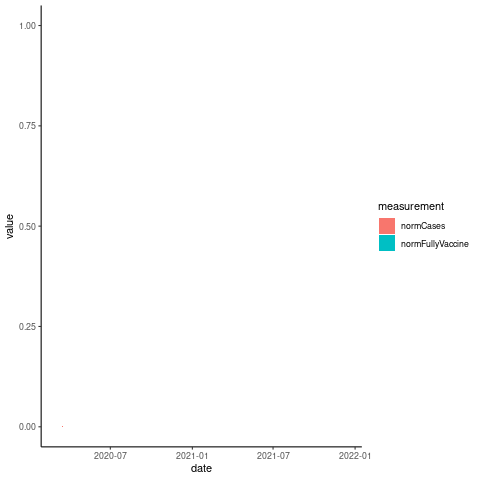 1.00
0.75
0.50
0.25
0.00
value
2020-07
2021-01
2021-07
2022-01
date
measurement
normCases
normFullyVaccine